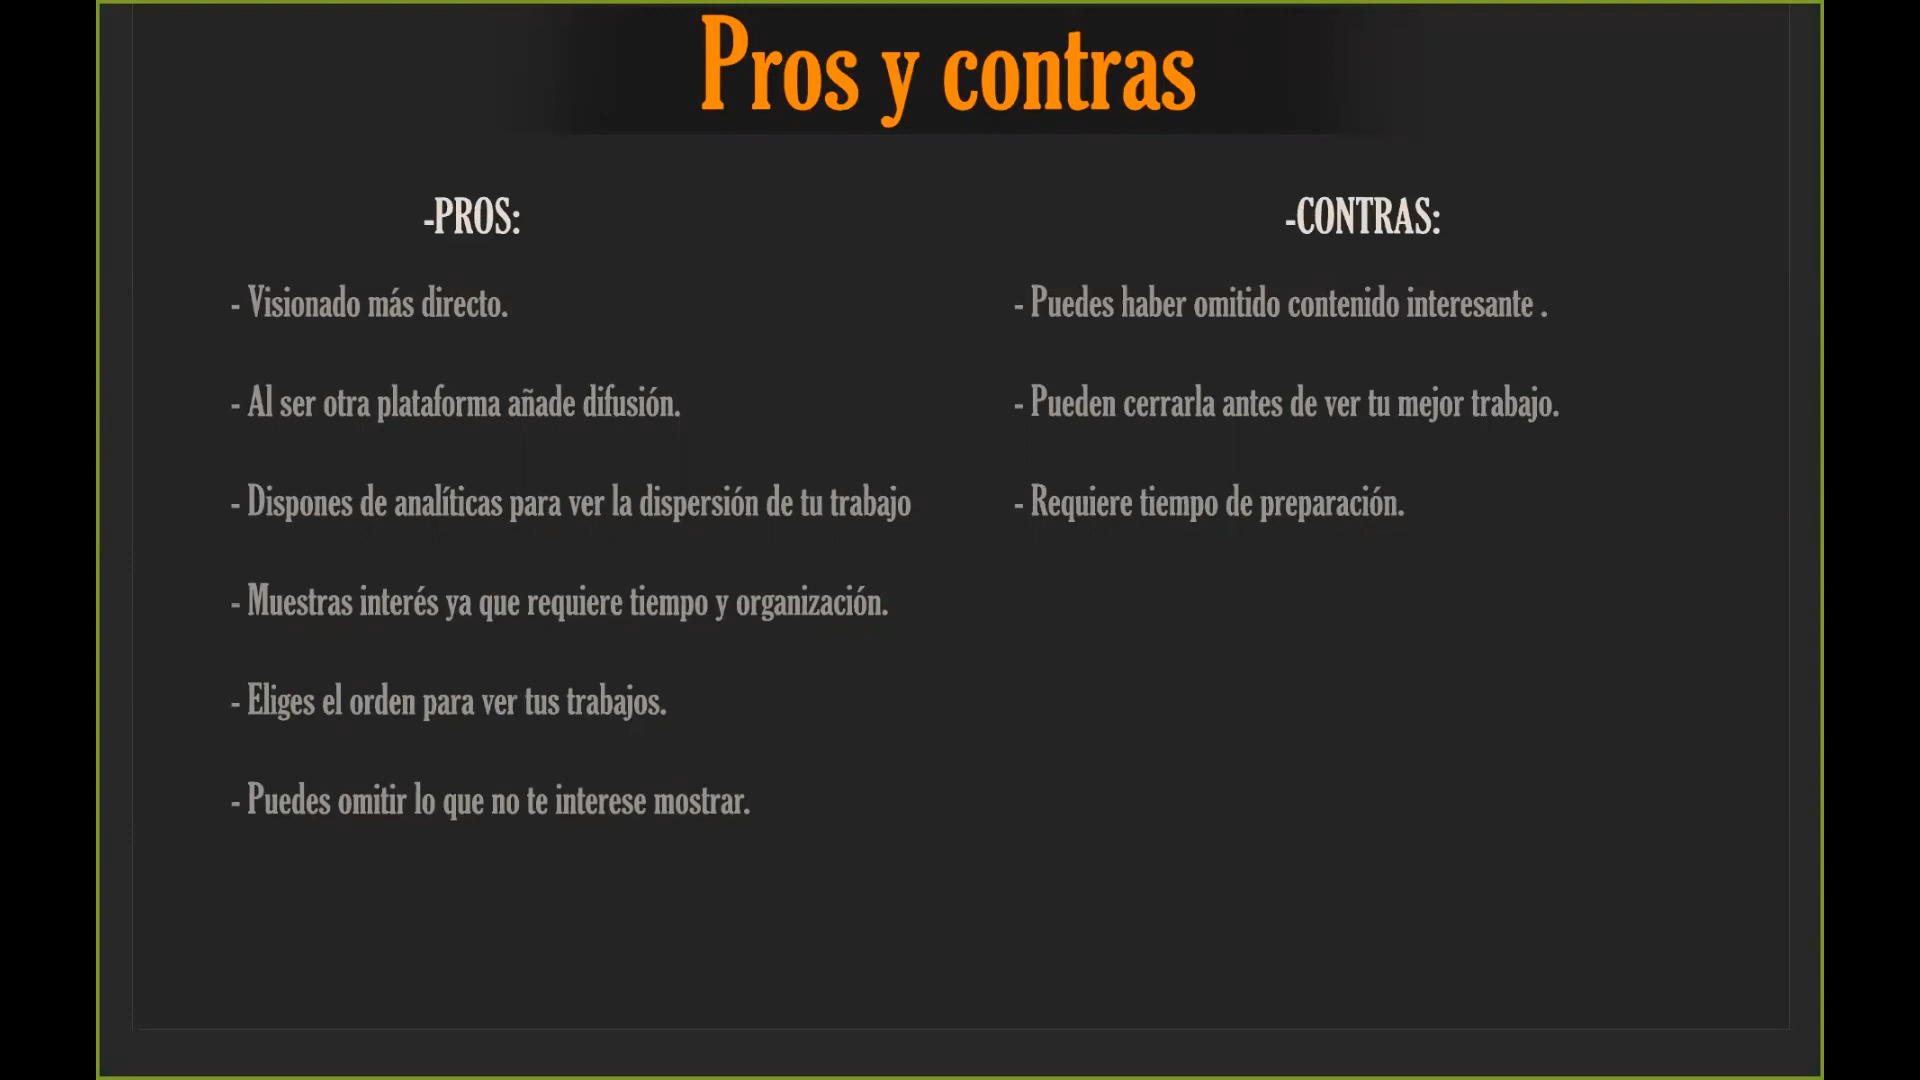 Pros y contras
-PROS:
- Visionado más directo.
- Al ser otra plataforma añade difusión.
- Dispones de analíticas para ver la dispersión de tu trabajo
- Muestras interés ya que requiere tiempo y organización.
- Eliges el orden para ver tus trabajos.
- Puedes omitir lo que no te interese mostrar.
-CONTRAS:
- Puedes haber omitido contenido interesante .
- Pueden cerrarla antes de ver tu mejor trabajo.
- Requiere tiempo de preparación.